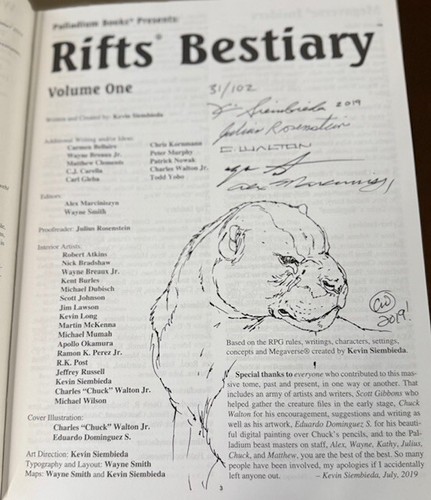 Palladium Books® Presents:
Rifts® Bestiary
Volume One
31/102
Written and Created by: Kevin Siembieda
K. Siembieda 2019
Julius Rosenstein
C. WALTON
Alex Marciniszyn
Additional Writing and/or Ideas:
Carmen Bellaire
Wayne Breaux Jr.
Matthew Clements
C.J. Carella
Carl Gleba
Chris Kornmann
Peter Murphy
Patrick Nowak
Charles Walton Jr.
Todd Yoho
Editors:
Alex Marciniszyn
Wayne Smith
Proofreader: Julius Rosenstein
Interior Artists:
Robert Atkins
Nick Bradshaw
Wayne Breaux Jr.
Kent Burles
Michael Dubisch
Scott Johnson
Jim Lawson
Kevin Long
Martin McKenna
Michael Mumah
Apollo Okamura
Ramon K. Perez Jr.
R.K. Post
Jeffrey Russell
Kevin Siembieda
Charles “Chuck” Walton Jr.
Michael Wilson
CW
2019!
Cover Illustration:
Charles “Chuck” Walton Jr.
Eduardo Dominguez S.
Art Direction: Kevin Siembieda
Typography and Layout: Wayne Smith
Maps: Wayne Smith and Kevin Siembieda
Based on the RPG rules, writings, characters, settings,
concepts and Megaverse® created by Kevin Siembieda.
Special thanks to everyone who contributed to this mas-
sive tome, past and present, in one way or another. That
includes an army of artists and writers, Scott Gibbons who
helped gather the creature files in the early stage, Chuck
Walton for his encouragement, suggestions and writing as
well as his artwork, Eduardo Dominguez S. for his beauti-
ful digital painting over Chuck's pencils, and to the Pal-
ladium beast masters on staff, Alex, Wayne, Kathy, Julius,
Chuck, and Matthew, you are the best of the best. So many
people have been involved, my apologies if I accidentally
left anyone out.
– Kevin Siembieda, July, 2019
3